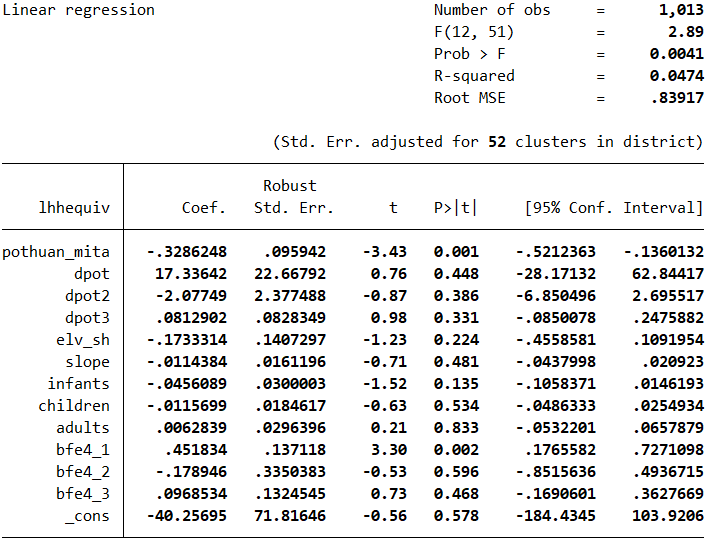 Linear regression Number of obs = 1,013
F(12, 51) = 2.89
Prob > F = 0.0041
R-squared = 0.0474
Root MSE = .83917
(Std. Err. adjusted for 52 clusters in district)
Robust
lhhequiv Coef. Std. Err. t P>|t| [95% Conf. Interval]
pothuan_mita -.3286248 .095942 -3.43 0.001 -.5212363 -.1360132
dpot 17.33642 22.66792 0.76 0.448 -28.17132 62.84417
dpot2 -2.07749 2.377488 -0.87 0.386 -6.850496 2.695517
dpot3 .0812902 .0828349 0.98 0.331 -.0850078 .2475882
elv_sh -.1733314 .1407297 -1.23 0.224 -.4558581 .1091954
slope -.0114384 .0161196 -0.71 0.481 -.0437998 .020923
infants -.0456089 .0300003 -1.52 0.135 -.1058371 .0146193
children -.0115699 .0184617 -0.63 0.534 -.0486333 .0254934
adults .0062839 .0296396 0.21 0.833 -.0532201 .0657879
bfe4_1 .451834 .137118 3.30 0.002 .1765582 .7271098
bfe4_2 -.178946 .3350383 -0.53 0.596 -.8515636 .4936715
bfe4_3 .0968534 .1324545 0.73 0.468 -.1690601 .3627669
_cons -40.25695 71.81646 -0.56 0.578 -184.4345 103.9206